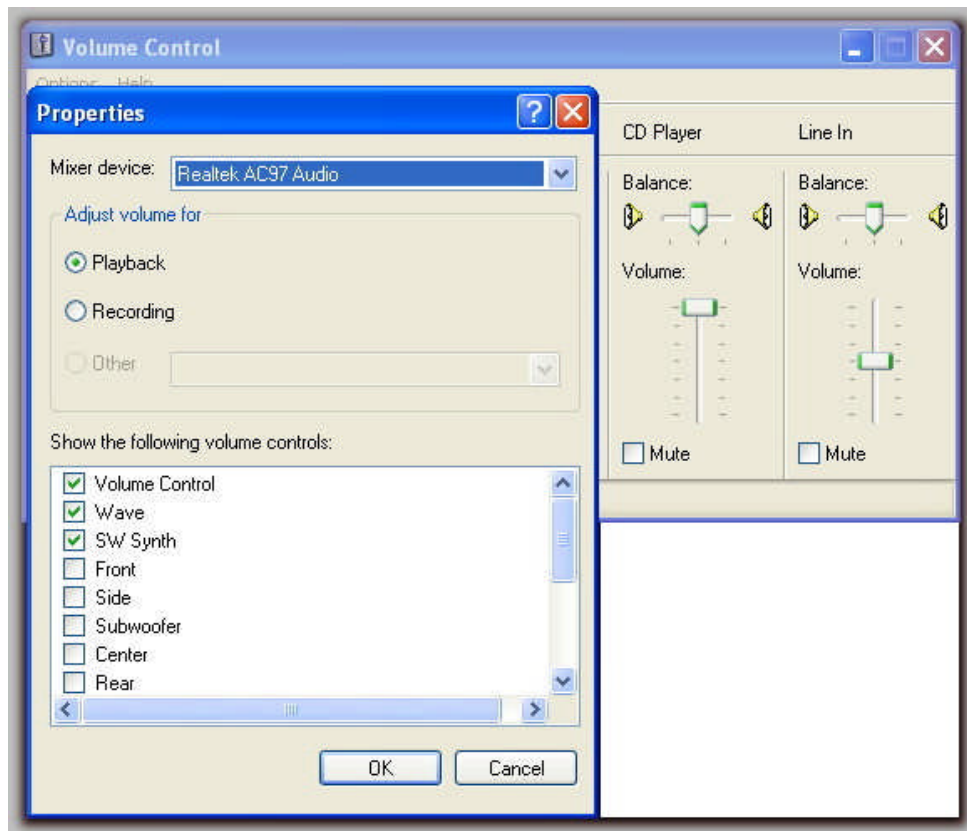 Volume Control
Options Help
Properties
Mixer device: Realtek AC97 Audio
Adjust volume for
Playback
Recording
Other
Show the following volume controls:
Volume Control
Wave
SW Synth
Front
Side
Subwoofer
Center
Rear
OK Cancel
CD Player Line In
Balance: Balance:
Volume: Volume:
Mute Mute